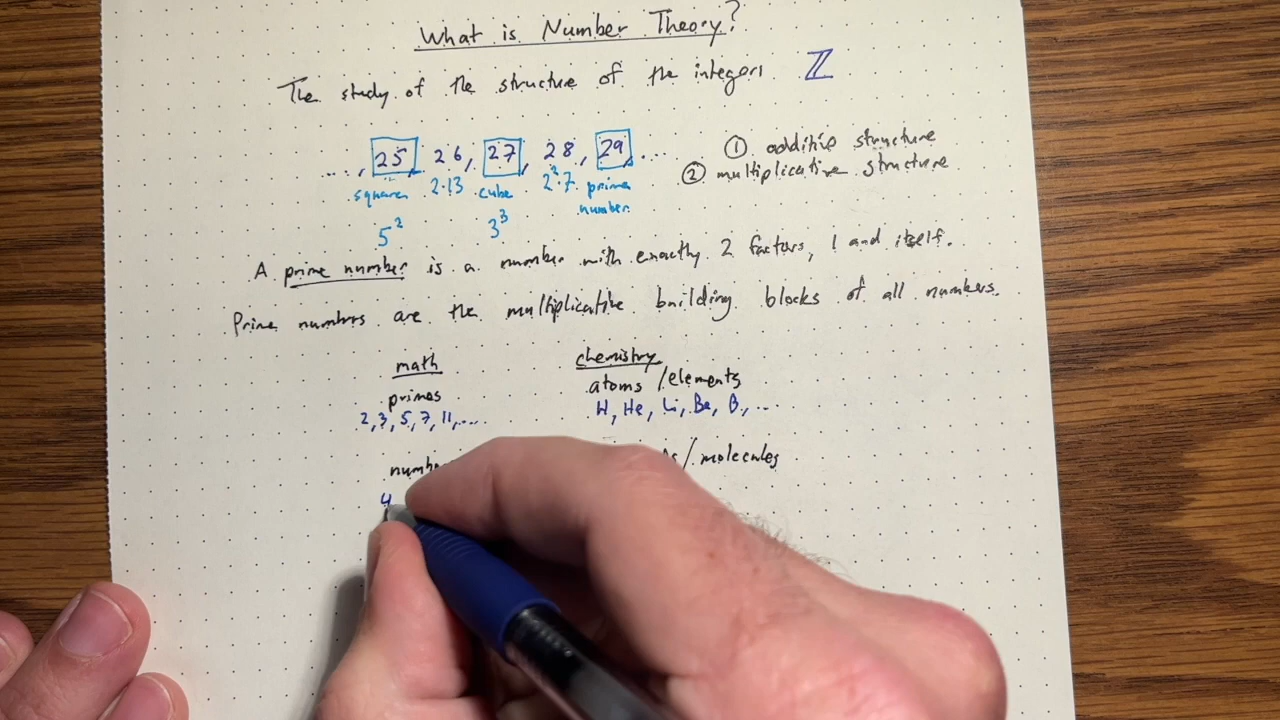 What is Number Theory?
The study of the structure of the integers ℤ
..., 25, 26, 27, 28, 29, ...
square 2·13 cube 2²·7 prime number
5² 3³
① additive structure
② multiplicative structure
A prime number is a number with exactly 2 factors, 1 and itself.
Prime numbers are the multiplicative building blocks of all numbers.
math
primes
2, 3, 5, 7, 11, ...
chemistry
atoms/elements
H, He, Li, Be, B, ...
/molecules
4